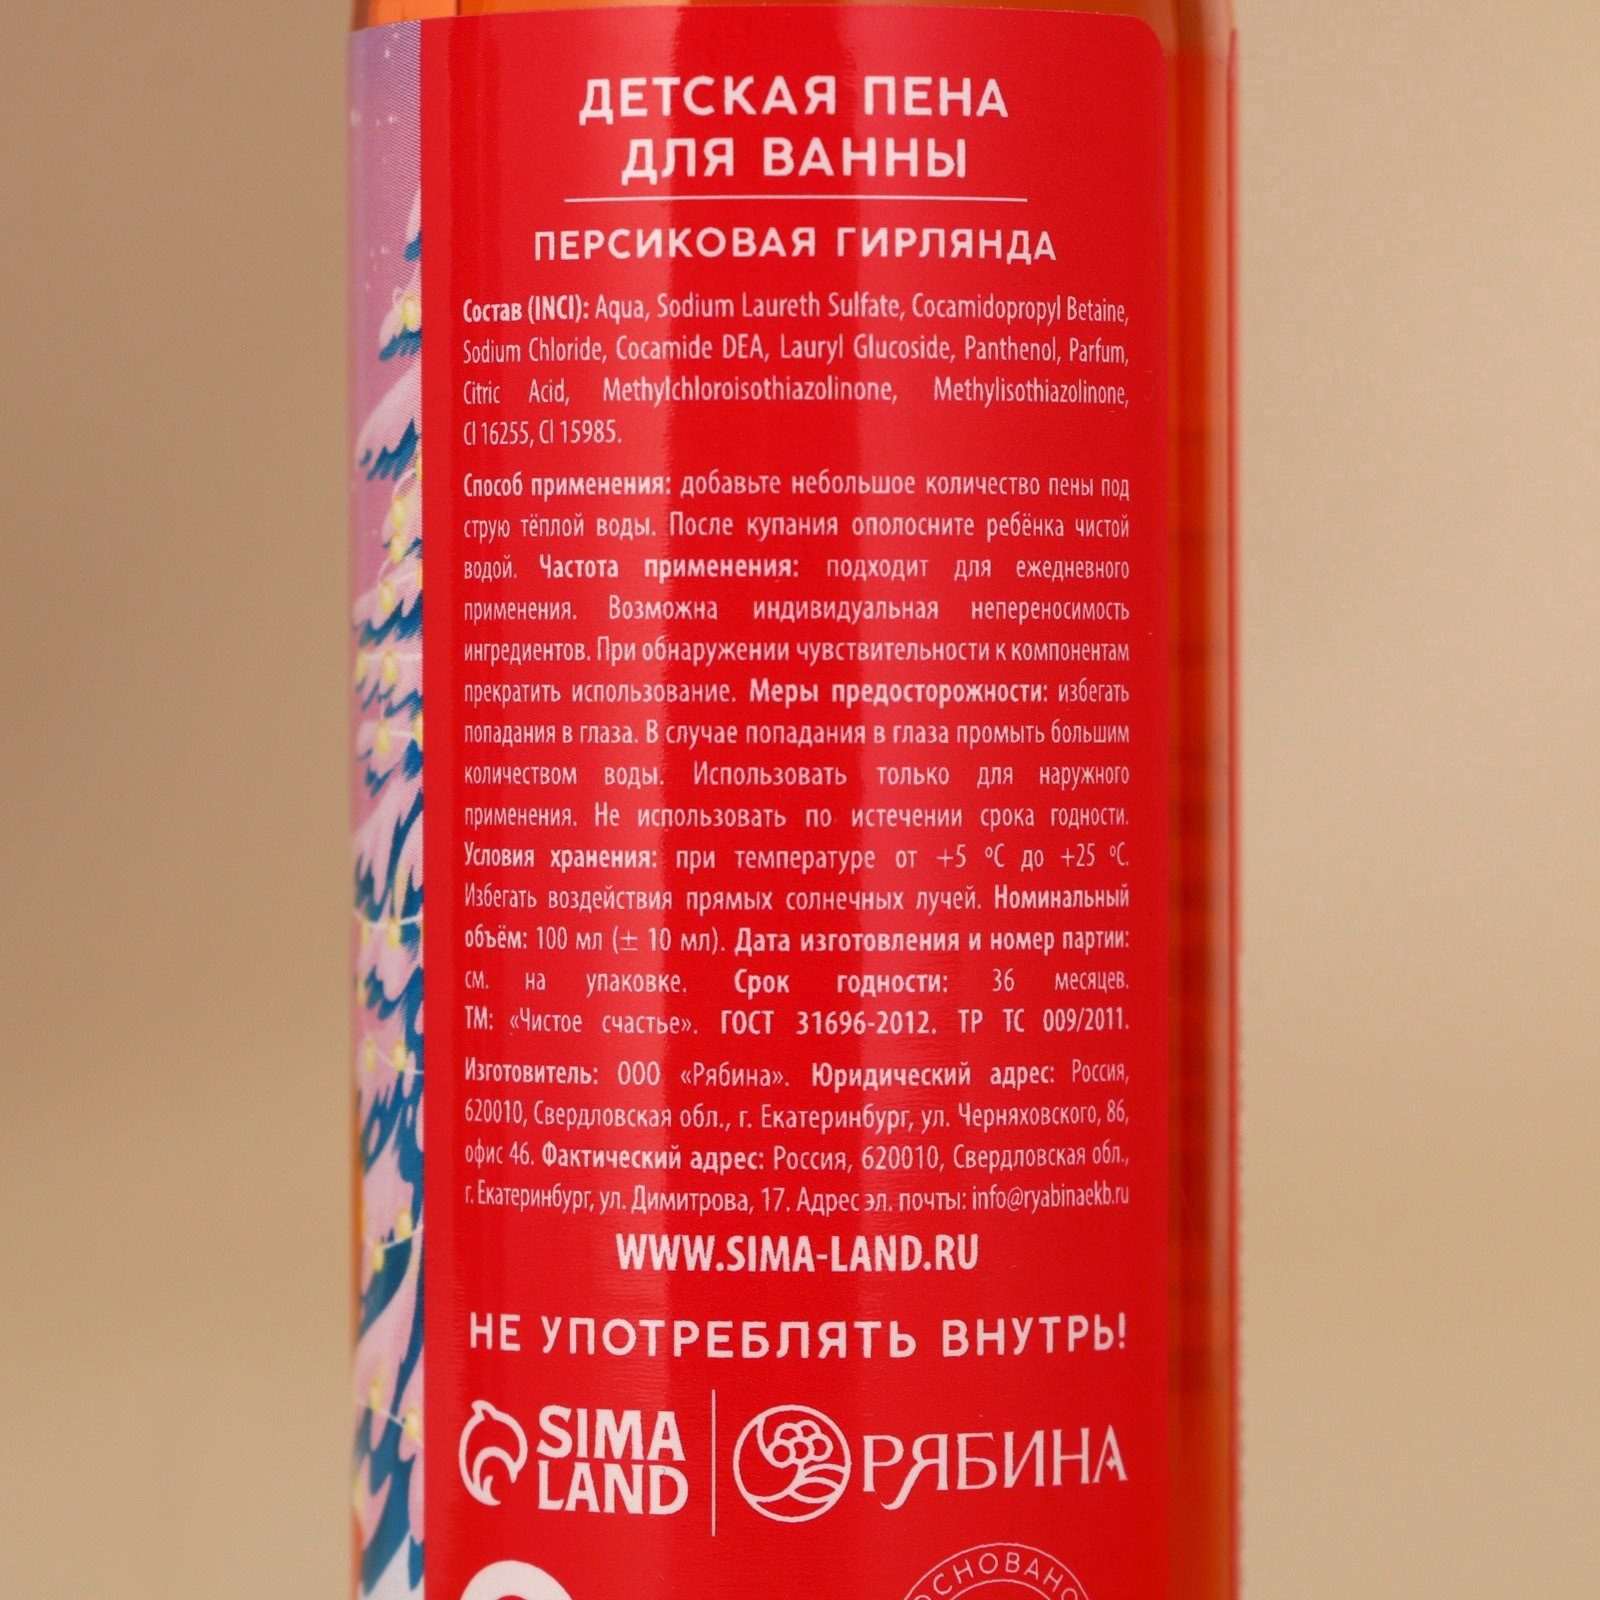 ДЕТСКАЯ ПЕНА
ДЛЯ ВАННЫ
ПЕРСИКОВАЯ ГИРЛЯНДА
Состав (INCI): Aqua, Sodium Laureth Sulfate, Cocamidopropyl Betaine,
Sodium Chloride, Cocamide DEA, Lauryl Glucoside, Panthenol, Parfum,
Citric Acid, Methylchloroisothiazolinone, Methylisothiazolinone,
Cl 16255, Cl 15985.
Способ применения: добавьте небольшое количество пены под
струю тёплой воды. После купания ополосните ребёнка чистой
водой. Частота применения: подходит для ежедневного
применения. Возможна индивидуальная непереносимость
ингредиентов. При обнаружении чувствительности к компонентам
прекратить использование. Меры предосторожности: избегать
попадания в глаза. В случае попадания в глаза промыть большим
количеством воды. Использовать только для наружного
применения. Не использовать по истечении срока годности.
Условия хранения: при температуре от +5 °C до +25 °C.
Избегать воздействия прямых солнечных лучей. Номинальный
объём: 100 мл (± 10 мл). Дата изготовления и номер партии:
см. на упаковке. Срок годности: 36 месяцев.
ТМ: «Чистое счастье». ГОСТ 31696-2012. ТР ТС 009/2011.
Изготовитель: ООО «Рябина». Юридический адрес: Россия,
620010, Свердловская обл., г. Екатеринбург, ул. Черняховского, 86,
офис 46. Фактический адрес: Россия, 620010, Свердловская обл.,
г. Екатеринбург, ул. Димитрова, 17. Адрес эл. почты: info@ryabinaekb.ru
WWW.SIMA-LAND.RU
НЕ УПОТРЕБЛЯТЬ ВНУТРЬ!
SIMA
LAND
РЯБИНА
ОСНОВАНО